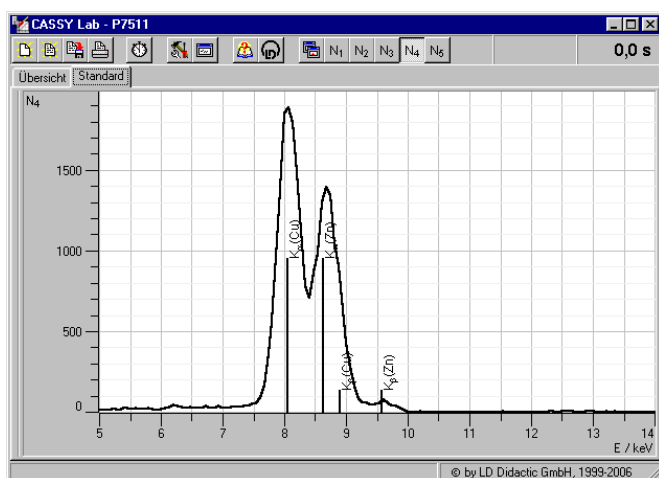 CASSY Lab - P7511
N1 N2 N3 N4 N5 0,0 s
Übersicht Standard
N4
1500
1000
500
0
Kα(Cu)
Kα(Zn)
Kβ(Cu)
Kβ(Zn)
5 6 7 8 9 10 11 12 13 14
E / keV
© by LD Didactic GmbH, 1999-2006